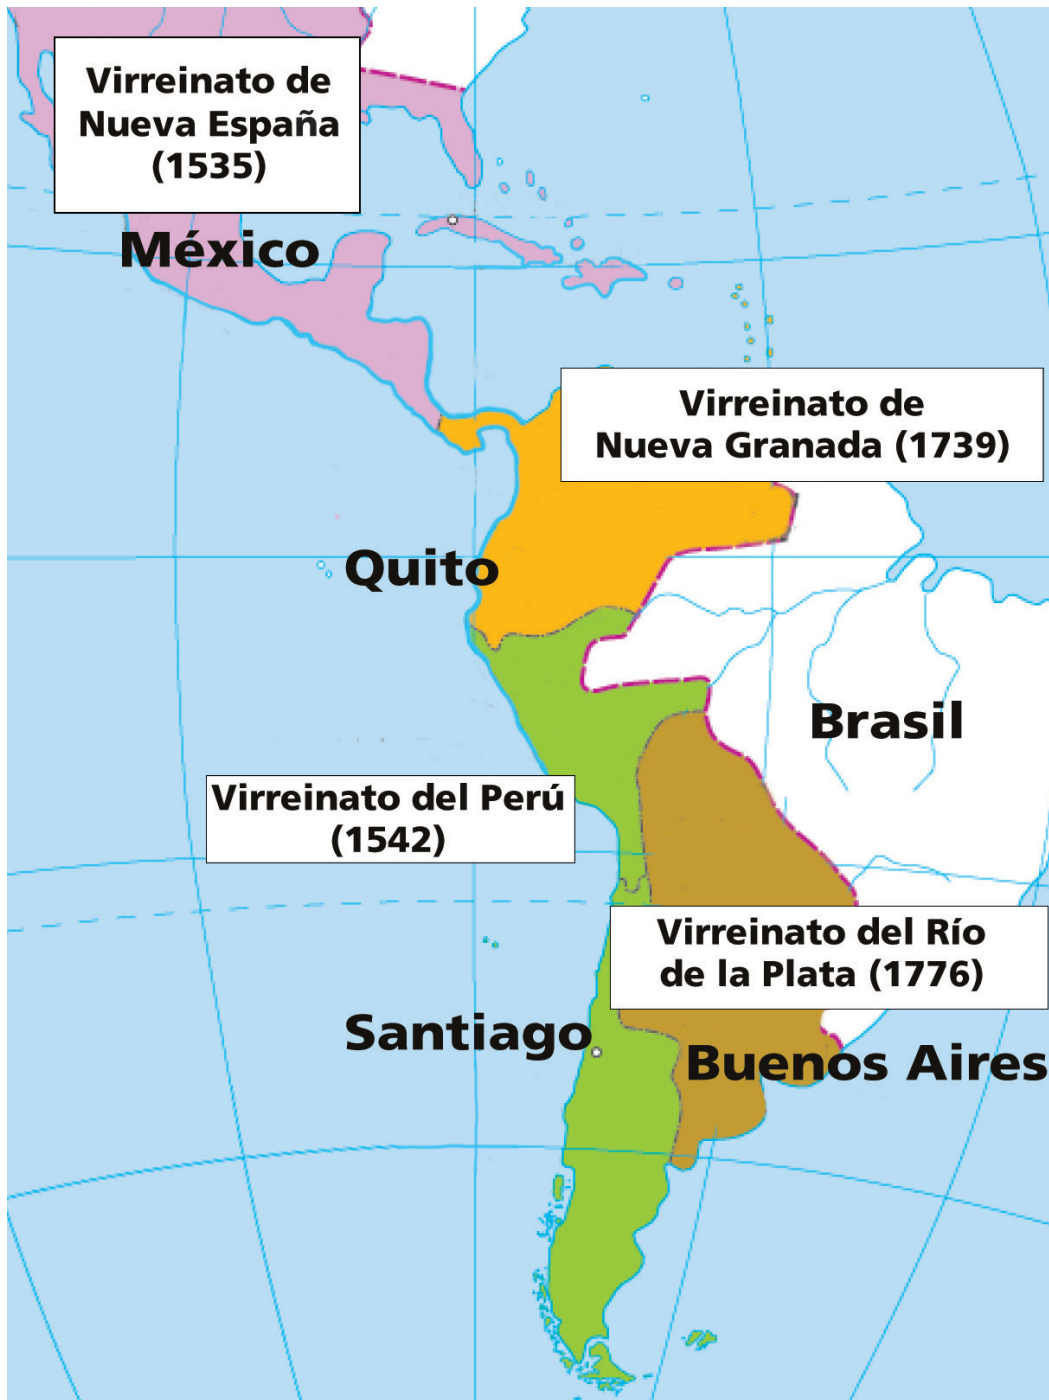 Virreinato de
Nueva España
(1535)
México
Virreinato de
Nueva Granada (1739)
Quito
Brasil
Virreinato del Perú
(1542)
Virreinato del Río
de la Plata (1776)
Santiago
Buenos Aires